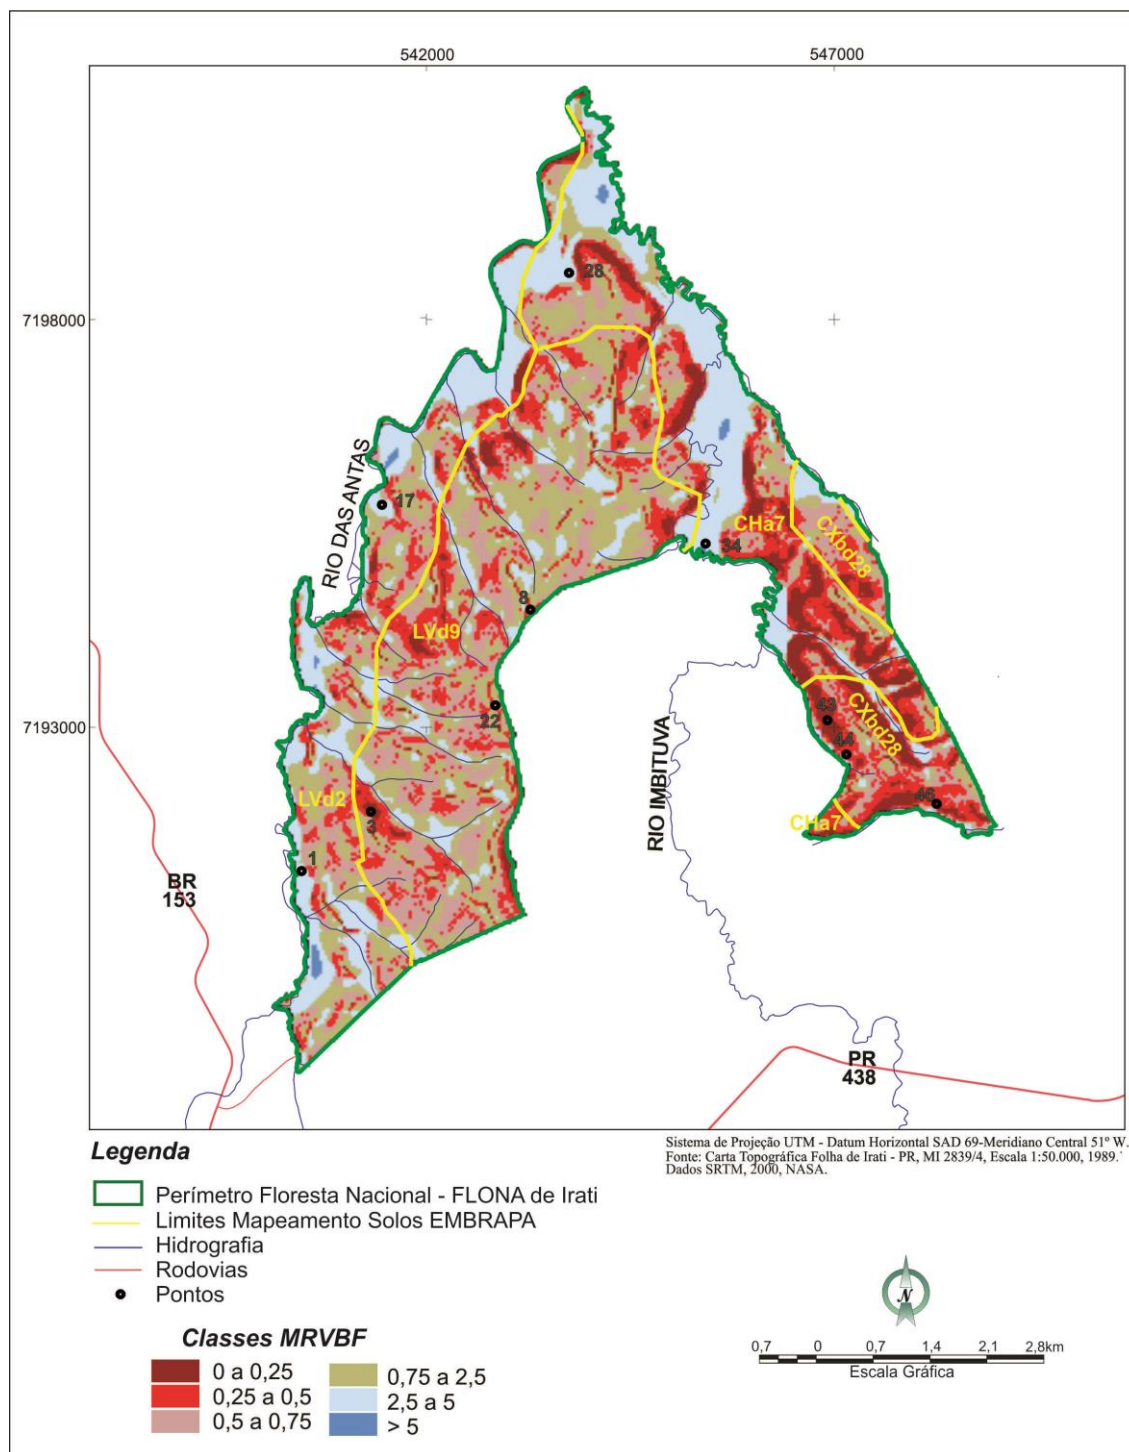 542000
547000
7198000
7193000
28
17
34
8
22
43
44
46
3
1
RIO DAS ANTAS
RIO IMBITUVA
CHa7
CXbd28
LVd9
CXbd28
LVd2
CHa7
BR
153
PR
438
Legenda
Perímetro Floresta Nacional - FLONA de Irati
Limites Mapeamento Solos EMBRAPA
Hidrografia
Rodovias
Pontos
Classes MRVBF
0 a 0,25
0,25 a 0,5
0,5 a 0,75
0,75 a 2,5
2,5 a 5
> 5
Sistema de Projeção UTM - Datum Horizontal SAD 69-Meridiano Central 51º W.
Fonte: Carta Topográfica Folha de Irati - PR, MI 2839/4, Escala 1:50.000, 1989.
Dados SRTM, 2000, NASA.
N
0,7 0 0,7 1,4 2,1 2,8km
Escala Gráfica